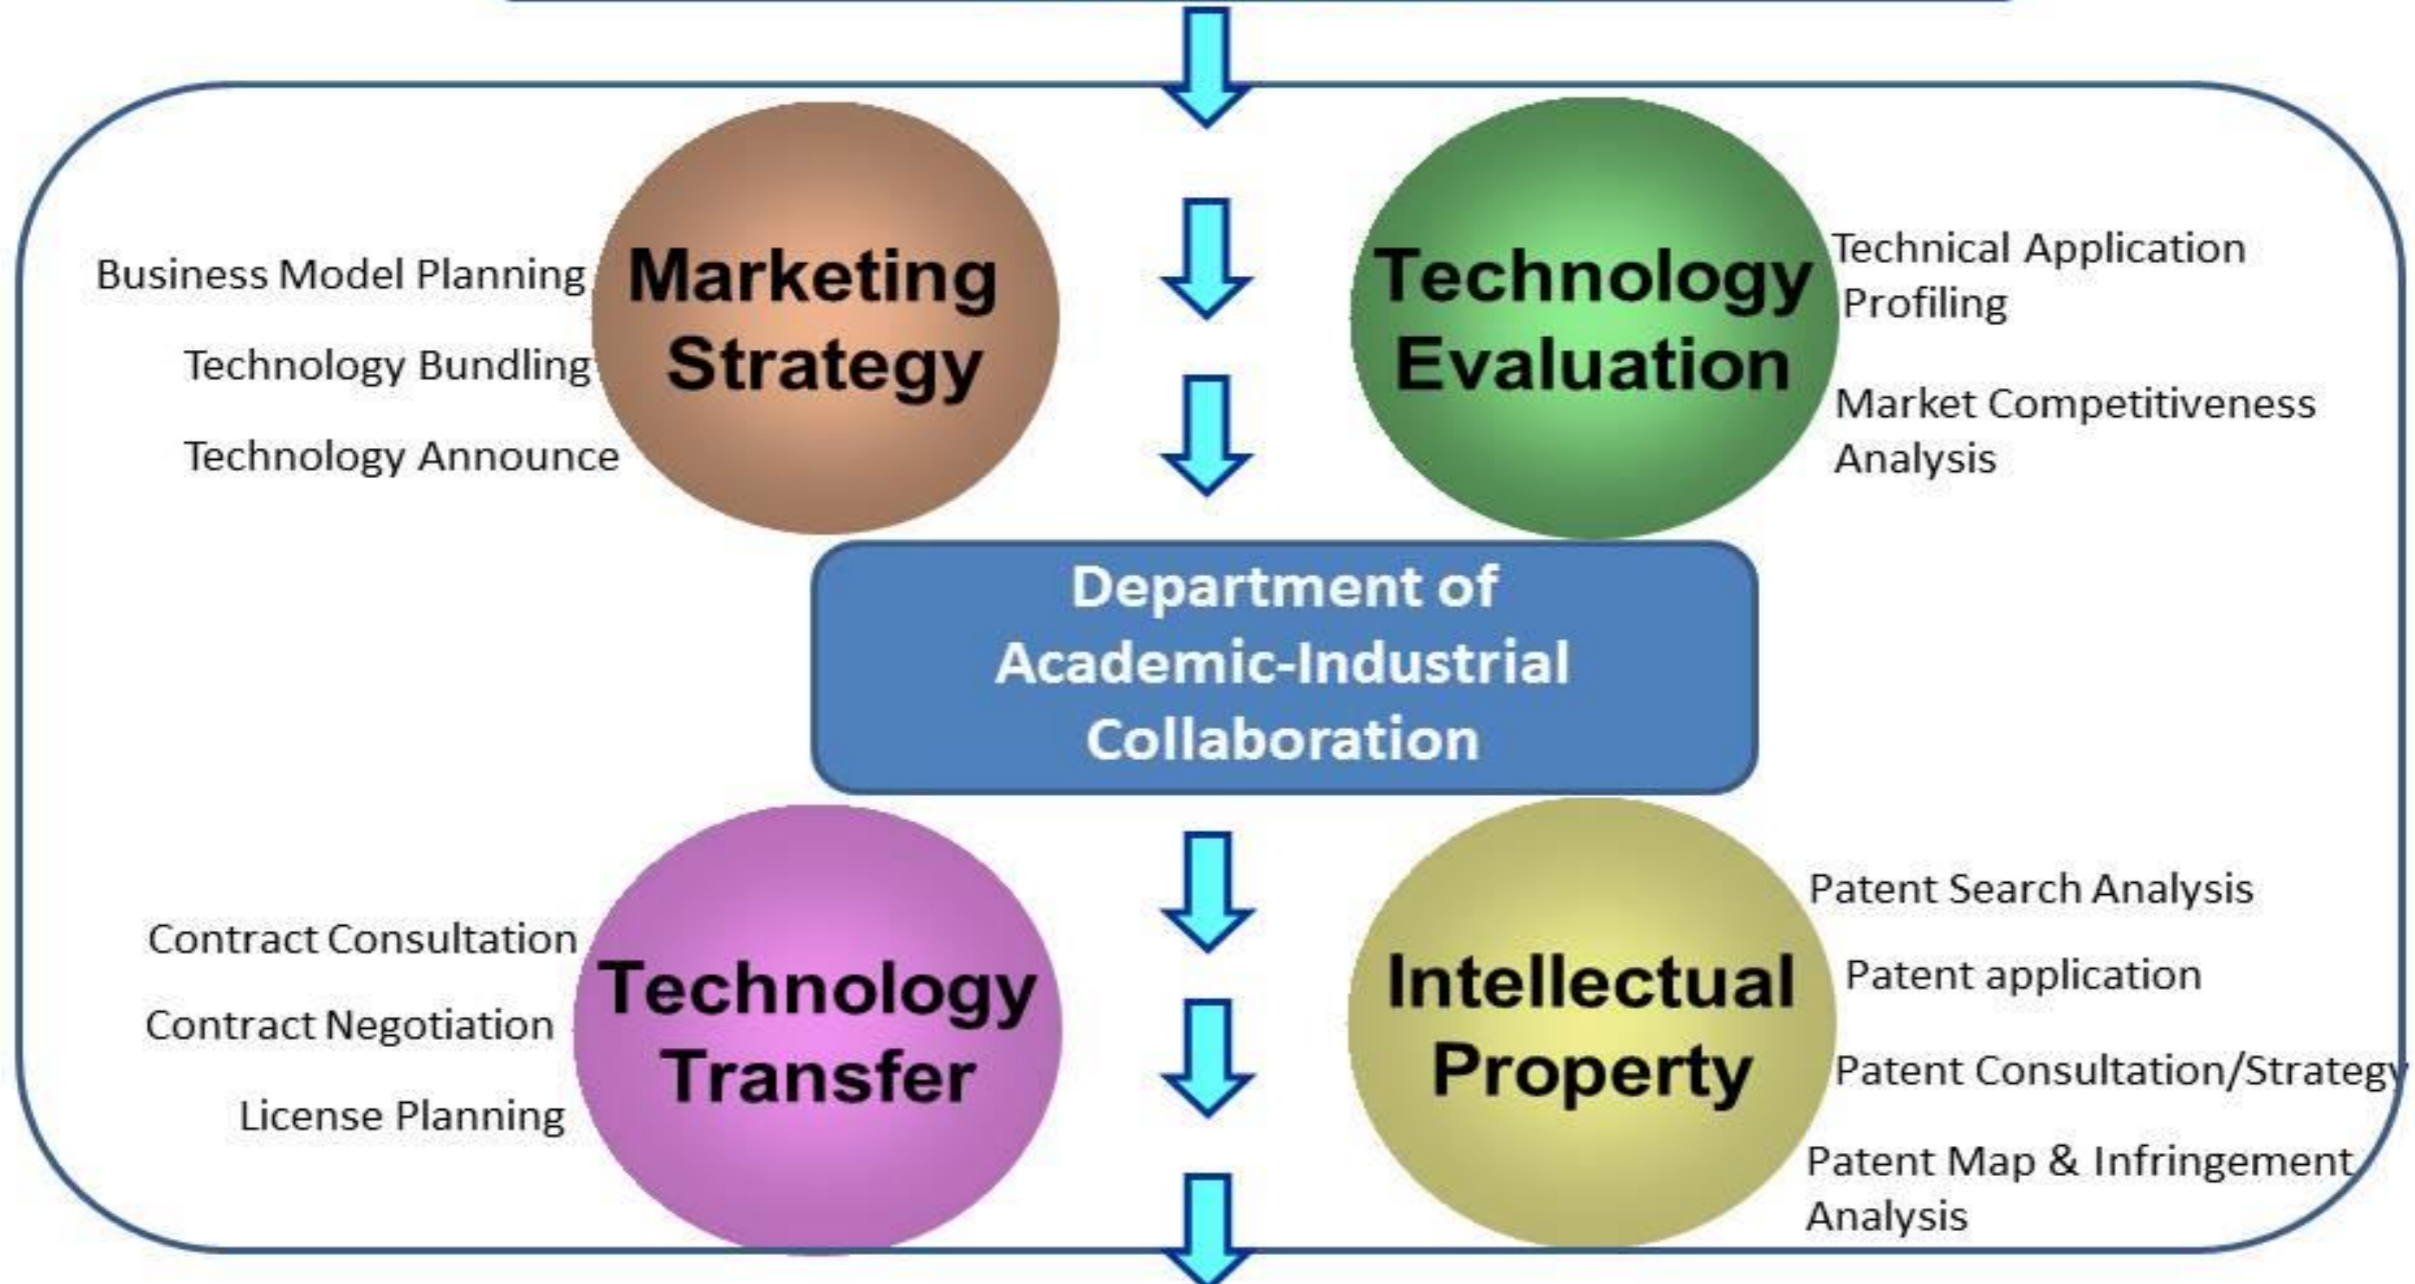 Business Model Planning
Technology Bundling
Technology Announce
Marketing
Strategy
Technology
Evaluation
Technical Application
Profiling
Market Competitiveness
Analysis
Department of
Academic-Industrial
Collaboration
Contract Consultation
Contract Negotiation
License Planning
Technology
Transfer
Intellectual
Property
Patent Search Analysis
Patent application
Patent Consultation/Strategy
Patent Map & Infringement
Analysis